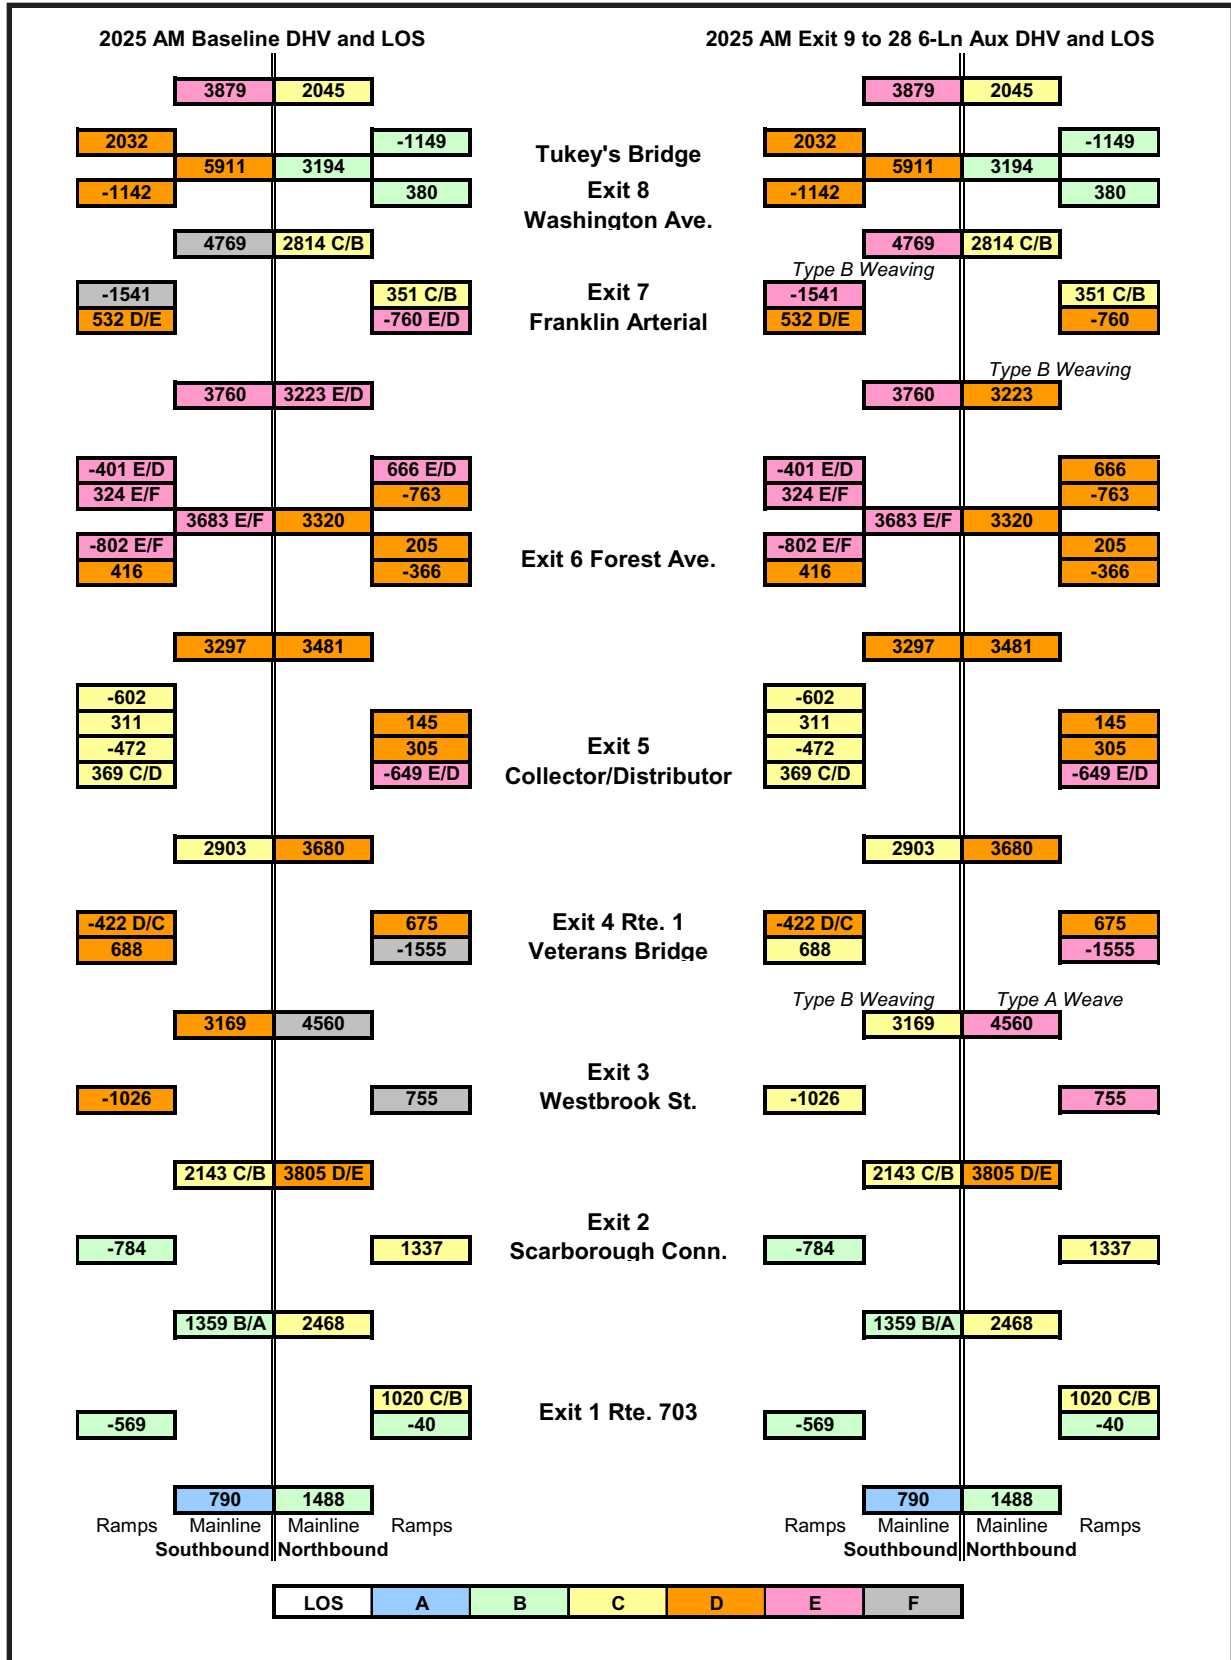 2025 AM Baseline DHV and LOS 2025 AM Exit 9 to 28 6-Ln Aux DHV and LOS
3879 2045 3879 2045
2032 -1149 2032 -1149
Tukey's Bridge
5911 3194 5911 3194
-1142 380 Exit 8 -1142 380
Washington Ave.
4769 2814 C/B 4769 2814 C/B
Type B Weaving
-1541 351 C/B Exit 7 -1541 351 C/B
532 D/E -760 E/D Franklin Arterial 532 D/E -760
Type B Weaving
3760 3223 E/D 3760 3223
-401 E/D 666 E/D -401 E/D 666
324 E/F -763 324 E/F -763
3683 E/F 3320 3683 E/F 3320
-802 E/F 205 -802 E/F 205
Exit 6 Forest Ave.
416 -366 416 -366
3297 3481 3297 3481
-602 -602
311 145 311 145
-472 305 Exit 5 -472 305
369 C/D -649 E/D Collector/Distributor 369 C/D -649 E/D
2903 3680 2903 3680
-422 D/C 675 Exit 4 Rte. 1 -422 D/C 675
688 -1555 Veterans Bridge 688 -1555
Type B Weaving Type A Weave
3169 4560 3169 4560
Exit 3
-1026 755 Westbrook St. -1026 755
2143 C/B 3805 D/E 2143 C/B 3805 D/E
Exit 2
-784 1337 Scarborough Conn. -784 1337
1359 B/A 2468 1359 B/A 2468
1020 C/B 1020 C/B
Exit 1 Rte. 703
-569 -40 -569 -40
790 1488 790 1488
Ramps Mainline Mainline Ramps Ramps Mainline Mainline Ramps
Southbound Northbound Southbound Northbound
LOS A B C D E F